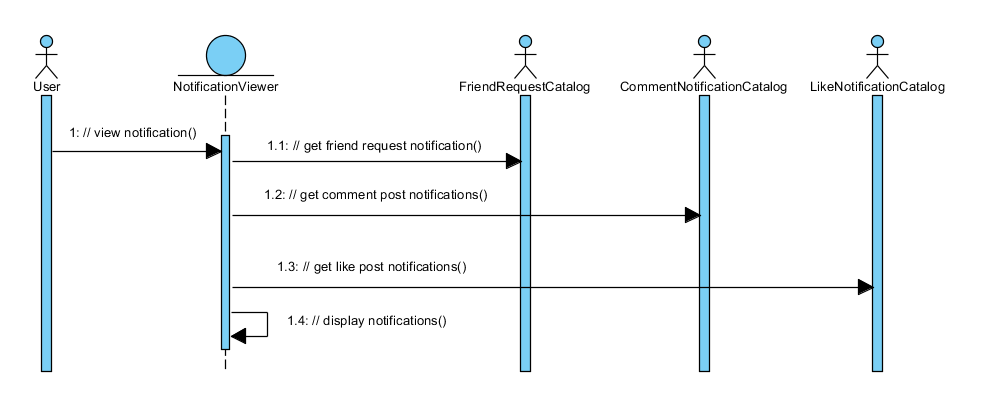 User
NotificationViewer
FriendRequestCatalog
CommentNotificationCatalog
LikeNotificationCatalog
1: // view notification()
1.1: // get friend request notification()
1.2: // get comment post notifications()
1.3: // get like post notifications()
1.4: // display notifications()